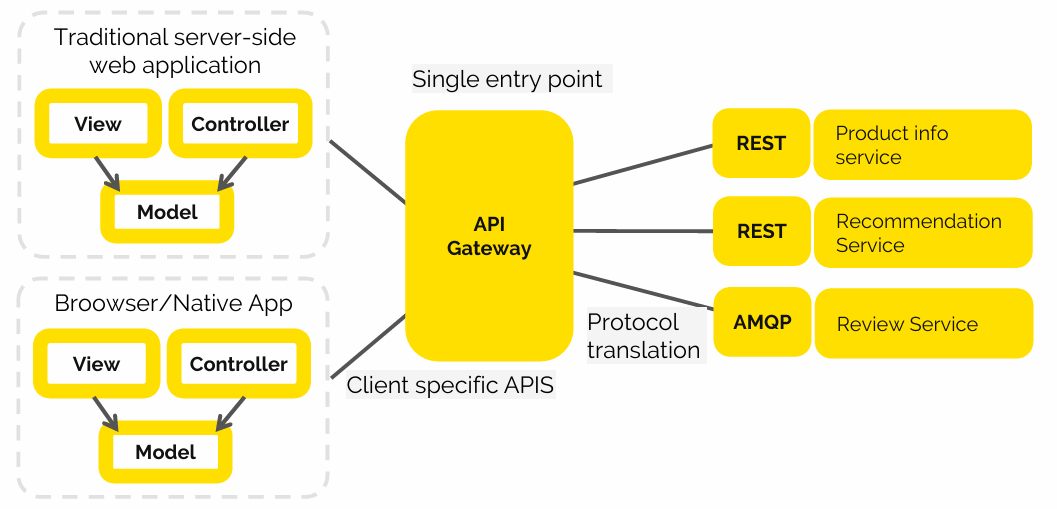 Traditional server-side
web application
View
Controller
Model
Broowser/Native App
View
Controller
Model
Single entry point
API
Gateway
Client specific APIS
Protocol
translation
REST
Product info
service
REST
Recommendation
Service
AMQP
Review Service